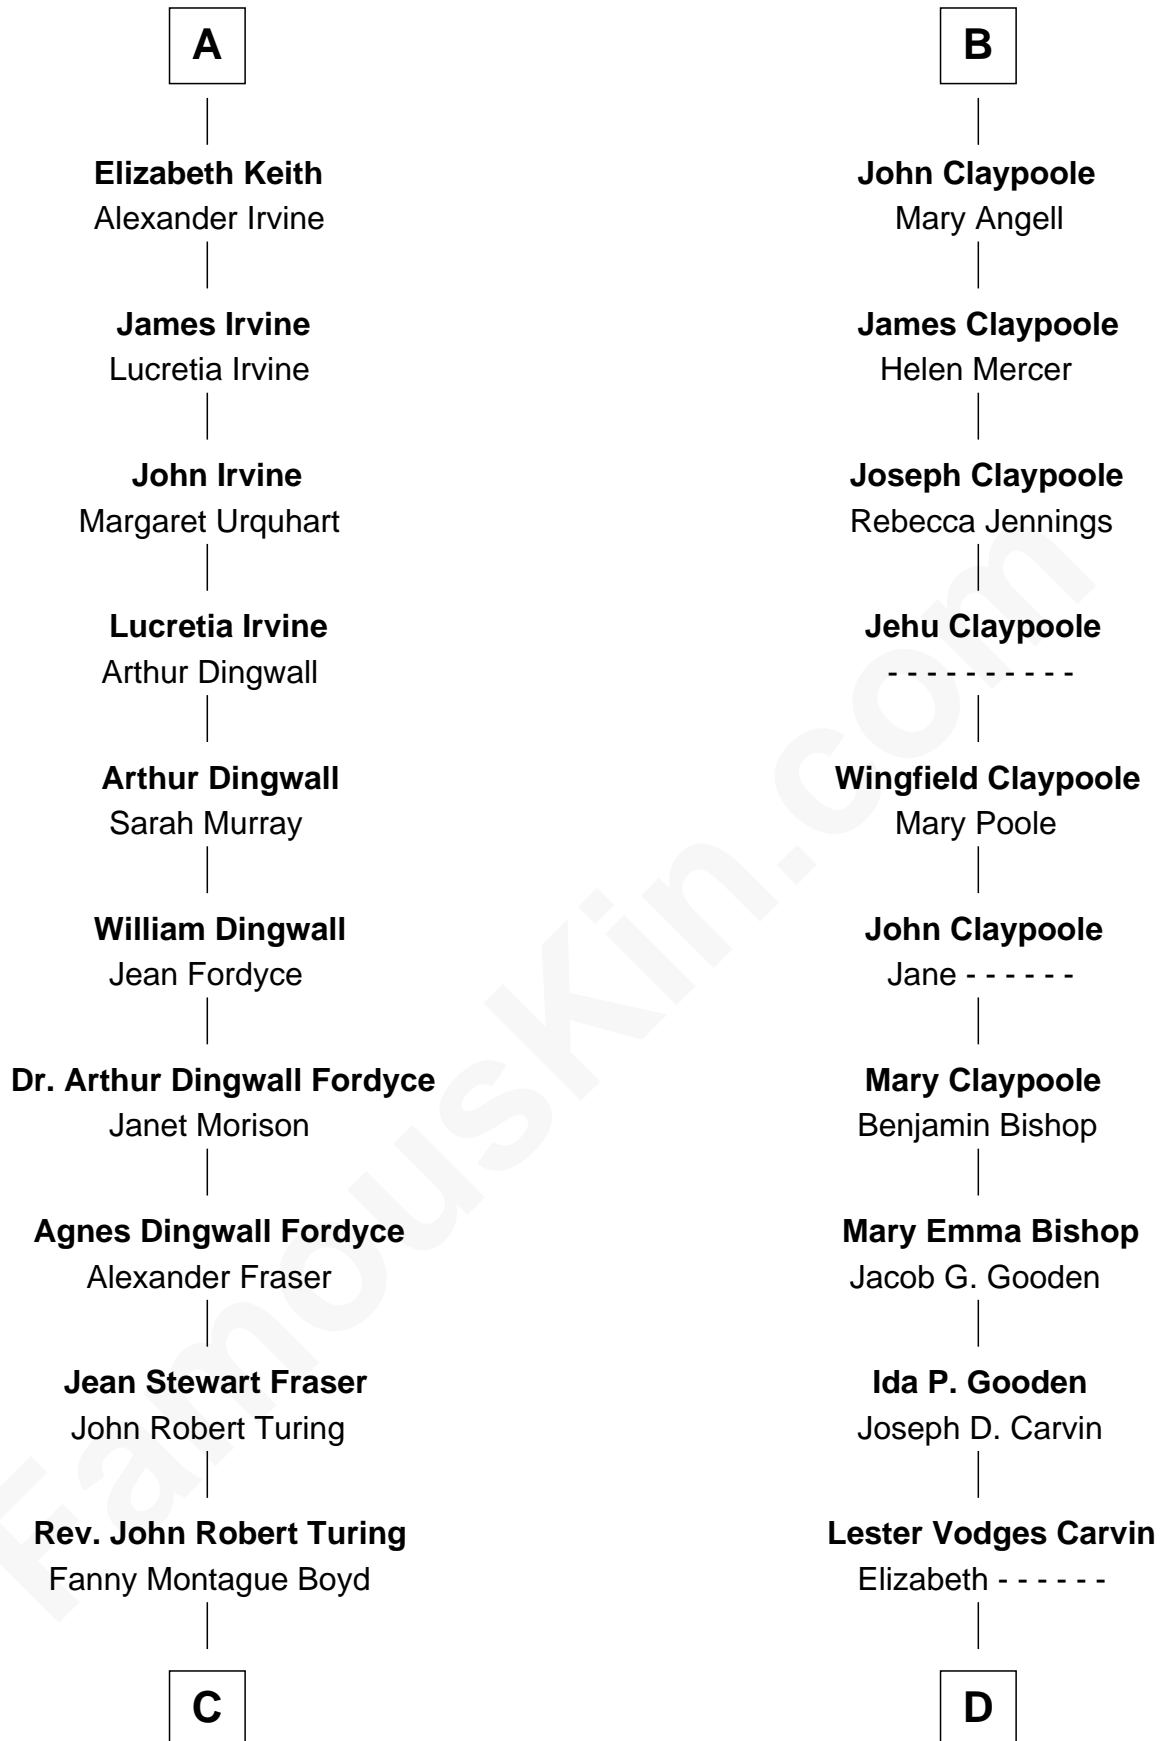 A
Elizabeth Keith
Alexander Irvine
James Irvine
Lucretia Irvine
John Irvine
Margaret Urquhart
Lucretia Irvine
Arthur Dingwall
Arthur Dingwall
Sarah Murray
William Dingwall
Jean Fordyce
Dr. Arthur Dingwall Fordyce
Janet Morison
Agnes Dingwall Fordyce
Alexander Fraser
Jean Stewart Fraser
John Robert Turing
Rev. John Robert Turing
Fanny Montague Boyd
C
B
John Claypoole
Mary Angell
James Claypoole
Helen Mercer
Joseph Claypoole
Rebecca Jennings
Jehu Claypoole
- - - - - - - - - -
Wingfield Claypoole
Mary Poole
John Claypoole
Jane - - - - - -
Mary Claypoole
Benjamin Bishop
Mary Emma Bishop
Jacob G. Gooden
Ida P. Gooden
Joseph D. Carvin
Lester Vodges Carvin
Elizabeth - - - - - -
D
FamousKin.com